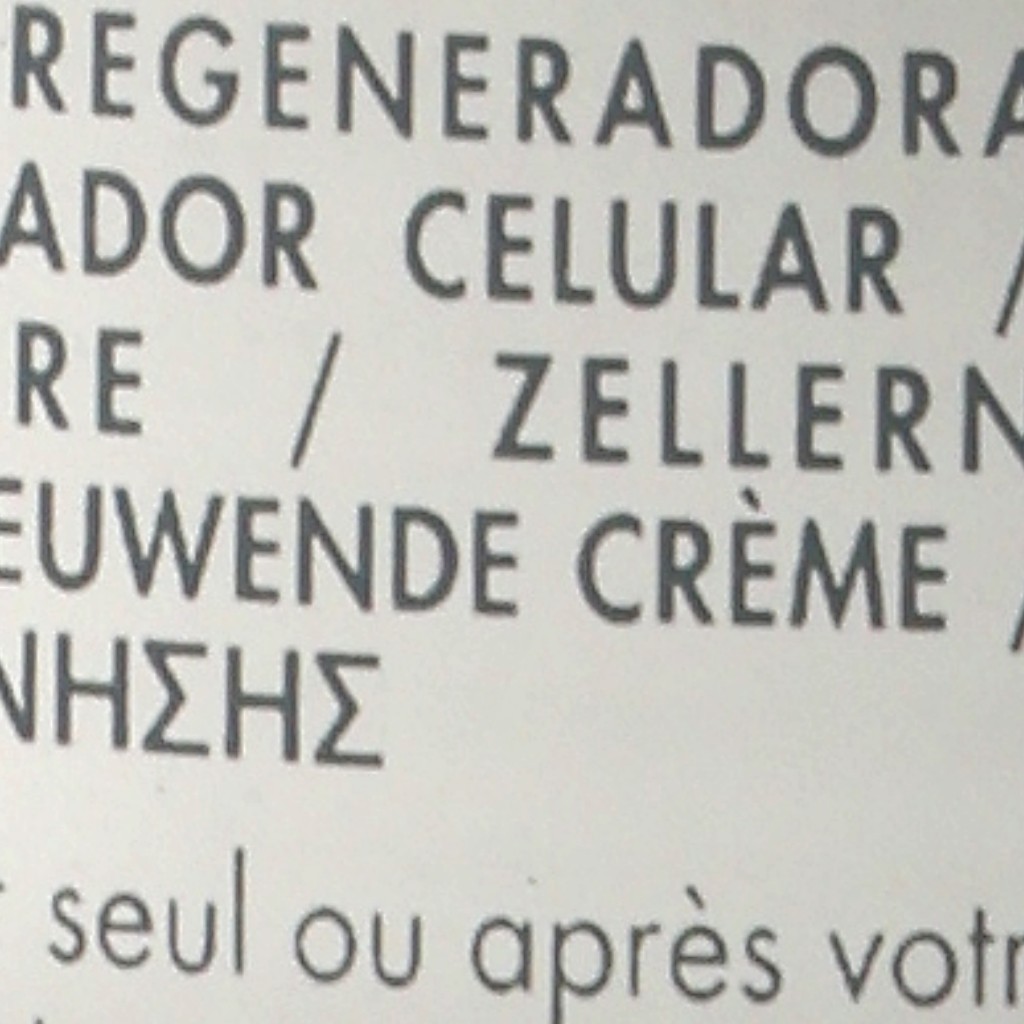 REGENERADORA
ADOR CELULAR /
RE / ZELLERN
EUWENDE CRÈME /
ΝΗΣΗΣ
seul ou après votr